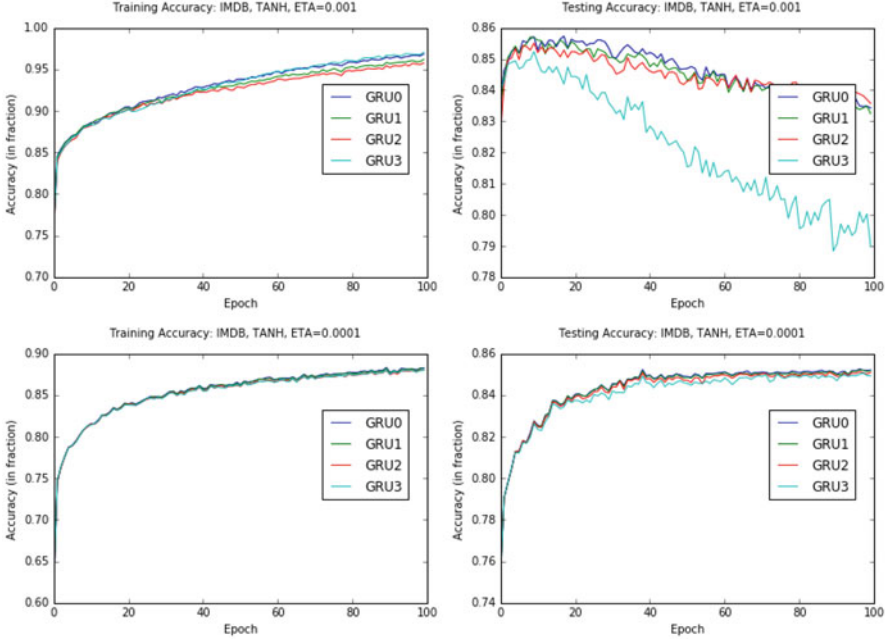 Training Accuracy: IMDB, TANH, ETA=0.001
1.00
0.95
0.90
0.85
0.80
0.75
0.70
0
20
40
60
80
100
Accuracy (in fraction)
Epoch
GRU0
GRU1
GRU2
GRU3
Testing Accuracy: IMDB, TANH, ETA=0.001
0.86
0.85
0.84
0.83
0.82
0.81
0.80
0.79
0.78
0
20
40
60
80
100
Accuracy (in fraction)
Epoch
GRU0
GRU1
GRU2
GRU3
Training Accuracy: IMDB, TANH, ETA=0.0001
0.90
0.85
0.80
0.75
0.70
0.65
0.60
0
20
40
60
80
100
Accuracy (in fraction)
Epoch
GRU0
GRU1
GRU2
GRU3
Testing Accuracy: IMDB, TANH, ETA=0.0001
0.86
0.84
0.82
0.80
0.78
0.76
0.74
0
20
40
60
80
100
Accuracy (in fraction)
Epoch
GRU0
GRU1
GRU2
GRU3